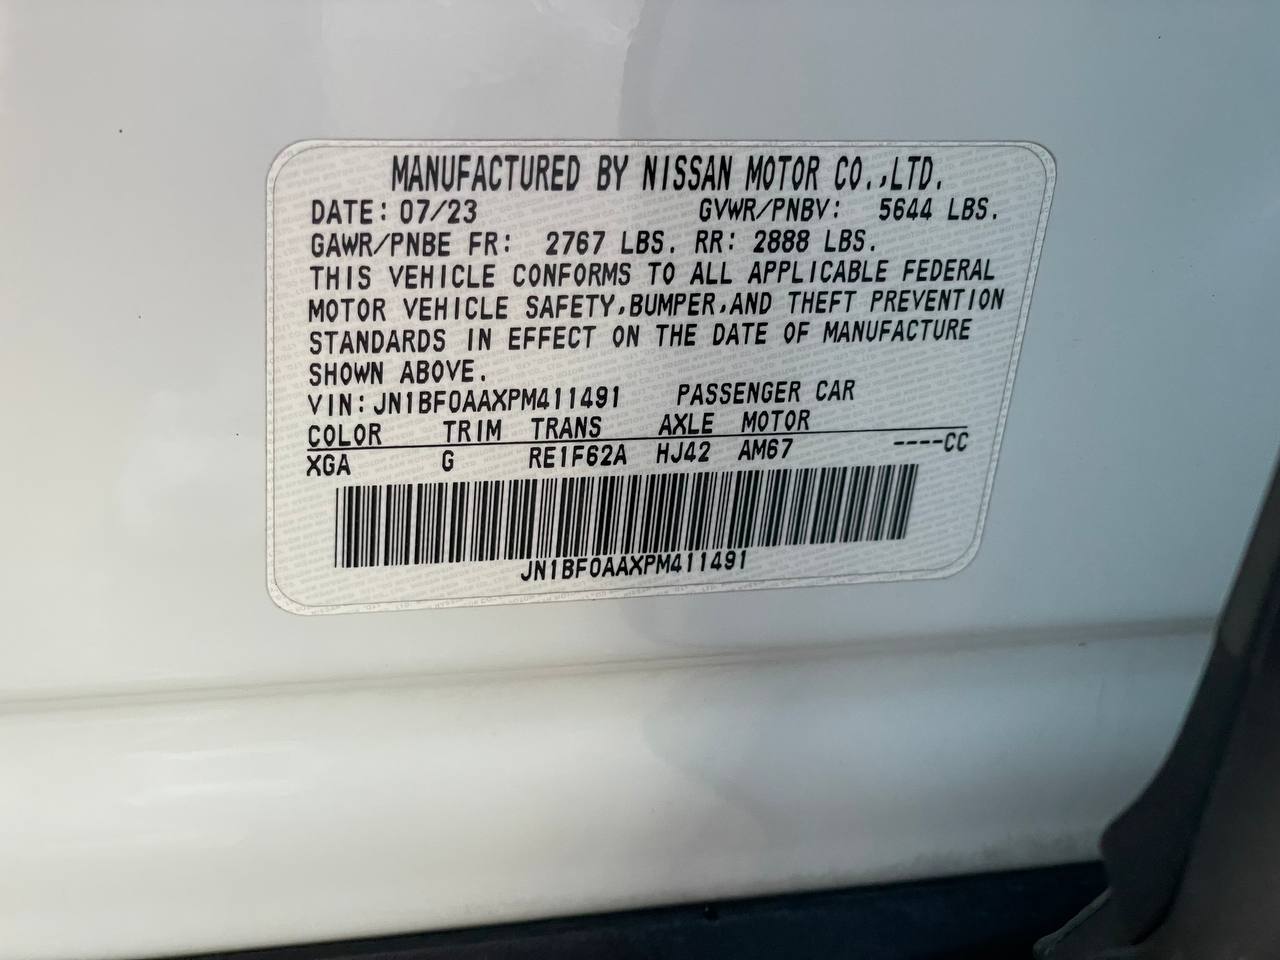 MANUFACTURED BY NISSAN MOTOR CO.,LTD.
DATE: 07/23 GVWR/PNBV: 5644 LBS.
GAWR/PNBE FR: 2767 LBS. RR: 2888 LBS.
THIS VEHICLE CONFORMS TO ALL APPLICABLE FEDERAL
MOTOR VEHICLE SAFETY,BUMPER,AND THEFT PREVENTION
STANDARDS IN EFFECT ON THE DATE OF MANUFACTURE
SHOWN ABOVE.
VIN: JN1BF0AAXPM411491 PASSENGER CAR
COLOR TRIM TRANS AXLE MOTOR
XGA G RE1F62A HJ42 AM67 ----CC
JN1BF0AAXPM411491